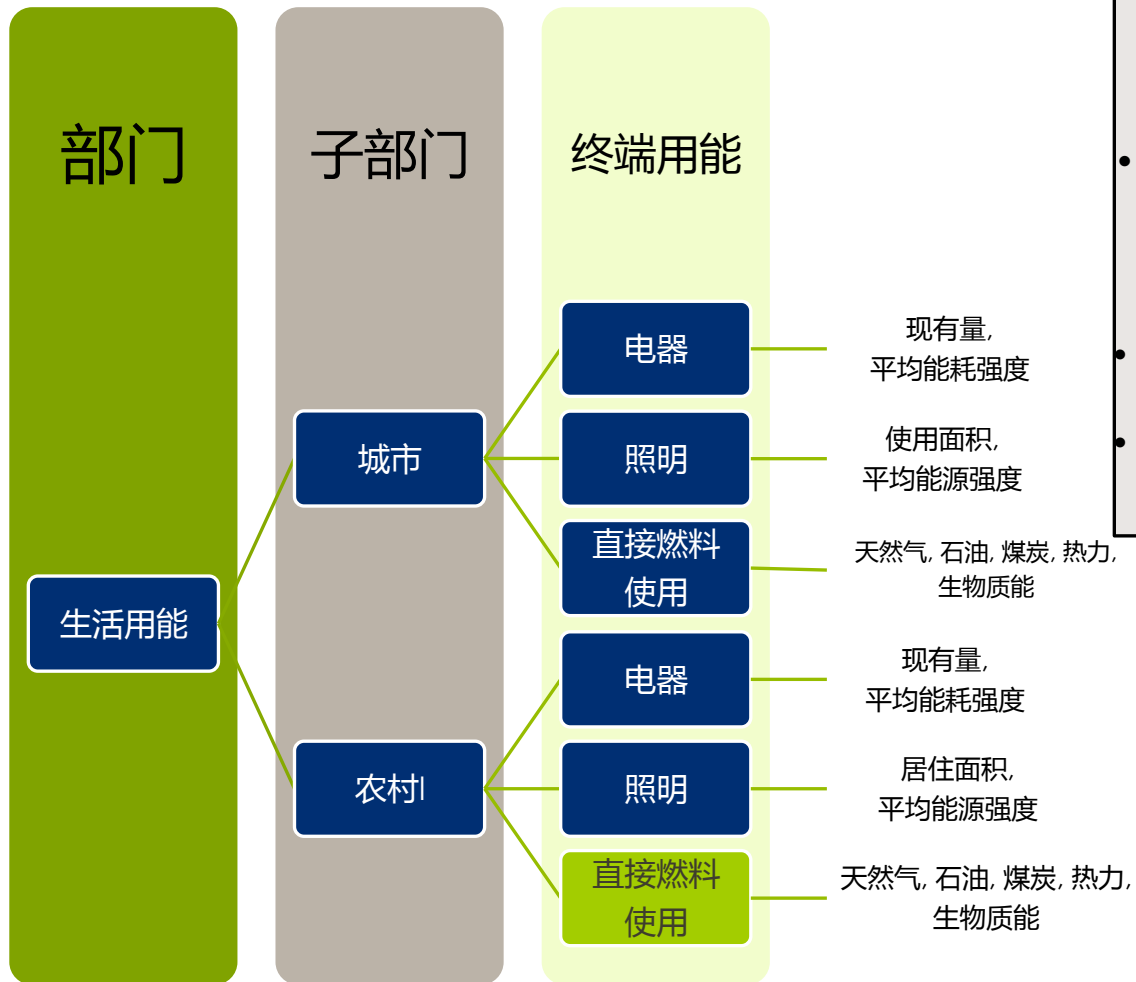 部门
子部门
终端用能
生活用能
城市
农村l
电器
现有量,
平均能耗强度
照明
使用面积,
平均能源强度
直接燃料
使用
天然气, 石油, 煤炭, 热力,
生物质能
电器
现有量,
平均能耗强度
照明
居住面积,
平均能源强度
直接燃料
使用
天然气, 石油, 煤炭, 热力,
生物质能
•
•
•